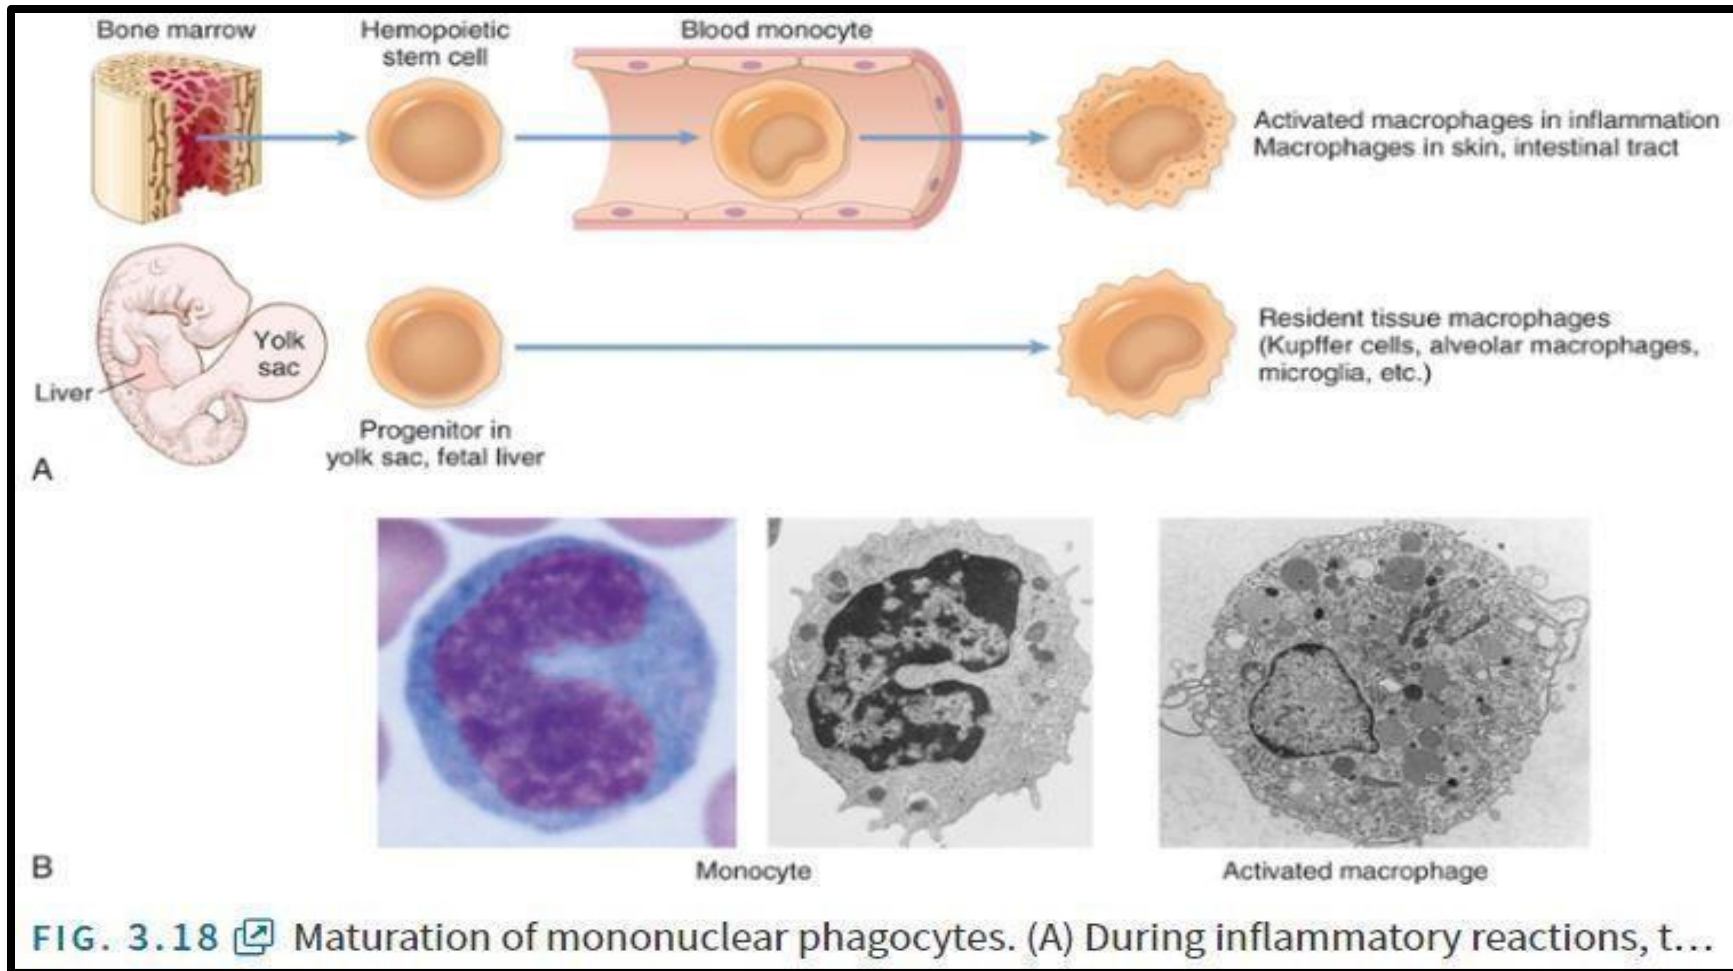 Bone marrow
Hemopoietic
stem cell
Blood monocyte
Activated macrophages in inflammation
Macrophages in skin, intestinal tract
Yolk
sac
Liver
Progenitor in
yolk sac, fetal liver
Resident tissue macrophages
(Kupffer cells, alveolar macrophages,
microglia, etc.)
A
B
Monocyte
Activated macrophage
FIG. 3.18 Maturation of mononuclear phagocytes. (A) During inflammatory reactions, t...